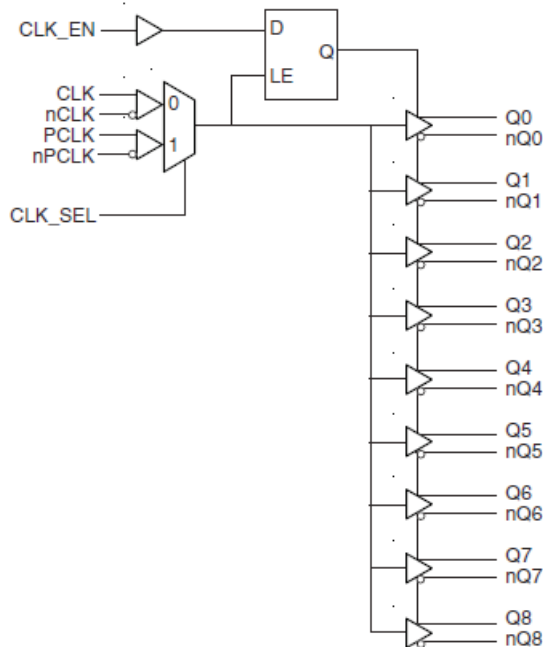 CLK_EN
D
Q
LE
CLK
nCLK
PCLK
nPCLK
0
1
CLK_SEL
Q0
nQ0
Q1
nQ1
Q2
nQ2
Q3
nQ3
Q4
nQ4
Q5
nQ5
Q6
nQ6
Q7
nQ7
Q8
nQ8